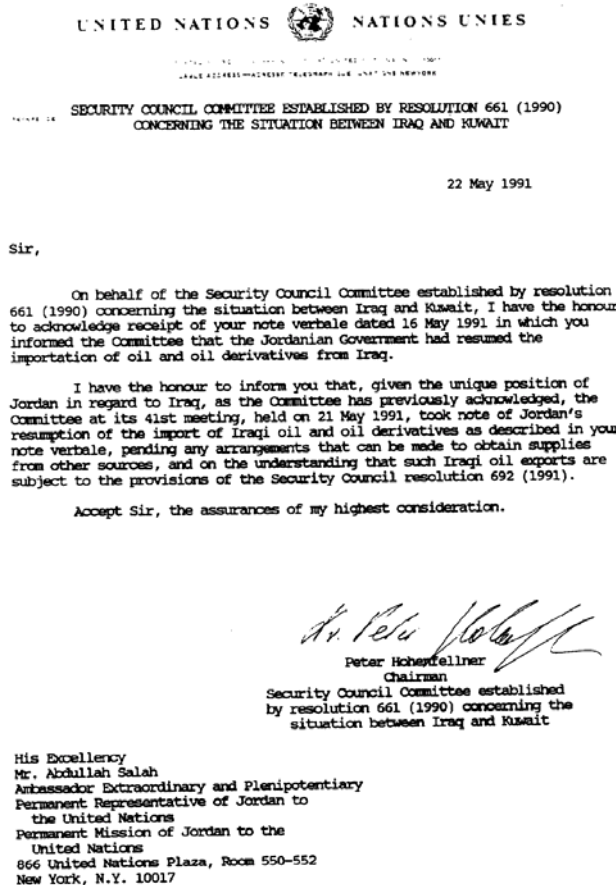 UNITED NATIONS NATIONS UNIES
SECURITY COUNCIL COMMITTEE ESTABLISHED BY RESOLUTION 661 (1990)
CONCERNING THE SITUATION BETWEEN IRAQ AND KUWAIT
22 May 1991
Sir,
On behalf of the Security Council Committee established by resolution
661 (1990) concerning the situation between Iraq and Kuwait, I have the honour
to acknowledge receipt of your note verbale dated 16 May 1991 in which you
informed the Committee that the Jordanian Government had resumed the
importation of oil and oil derivatives from Iraq.
I have the honour to inform you that, given the unique position of
Jordan in regard to Iraq, as the Committee has previously acknowledged, the
Committee at its 41st meeting, held on 21 May 1991, took note of Jordan's
resumption of the import of Iraqi oil and oil derivatives as described in your
note verbale, pending any arrangements that can be made to obtain supplies
from other sources, and on the understanding that such Iraqi oil exports are
subject to the provisions of the Security Council resolution 692 (1991).
Accept Sir, the assurances of my highest consideration.
Peter Hohenfellner
Chairman
Security Council Committee established
by resolution 661 (1990) concerning the
situation between Iraq and Kuwait
His Excellency
Mr. Abdullah Salah
Ambassador Extraordinary and Plenipotentiary
Permanent Representative of Jordan to
the United Nations
Permanent Mission of Jordan to the
United Nations
866 United Nations Plaza, Room 550-552
New York, N.Y. 10017